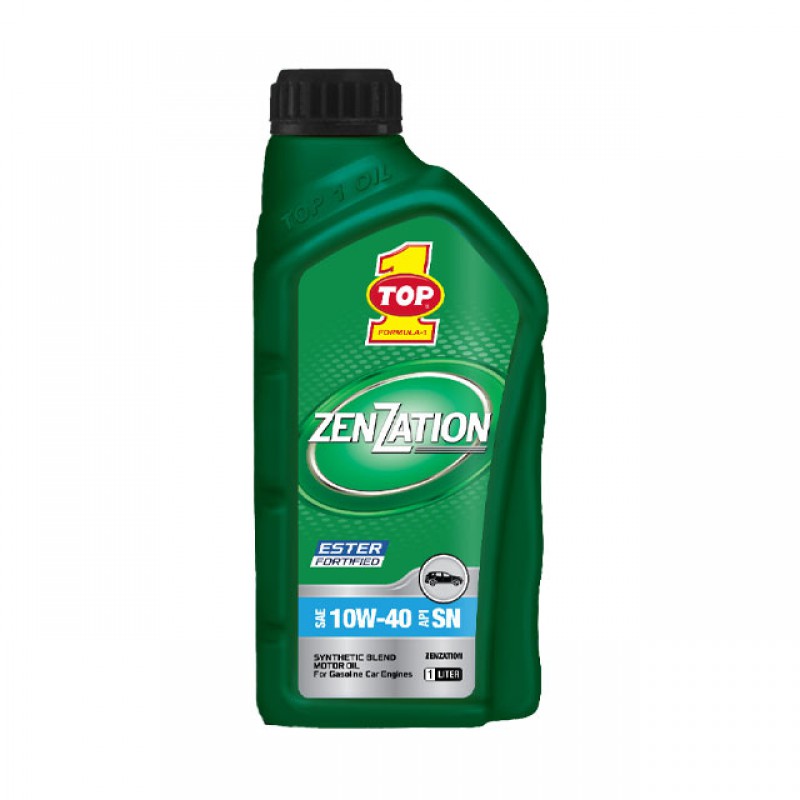 TOP 1 OIL
1
TOP
FORMULA-1
ZENZATION
ESTER
FORTIFIED
SAE 10W-40 API SN
SYNTHETIC BLEND
MOTOR OIL
For Gasoline Car Engines
ZENZATION
1 LITER